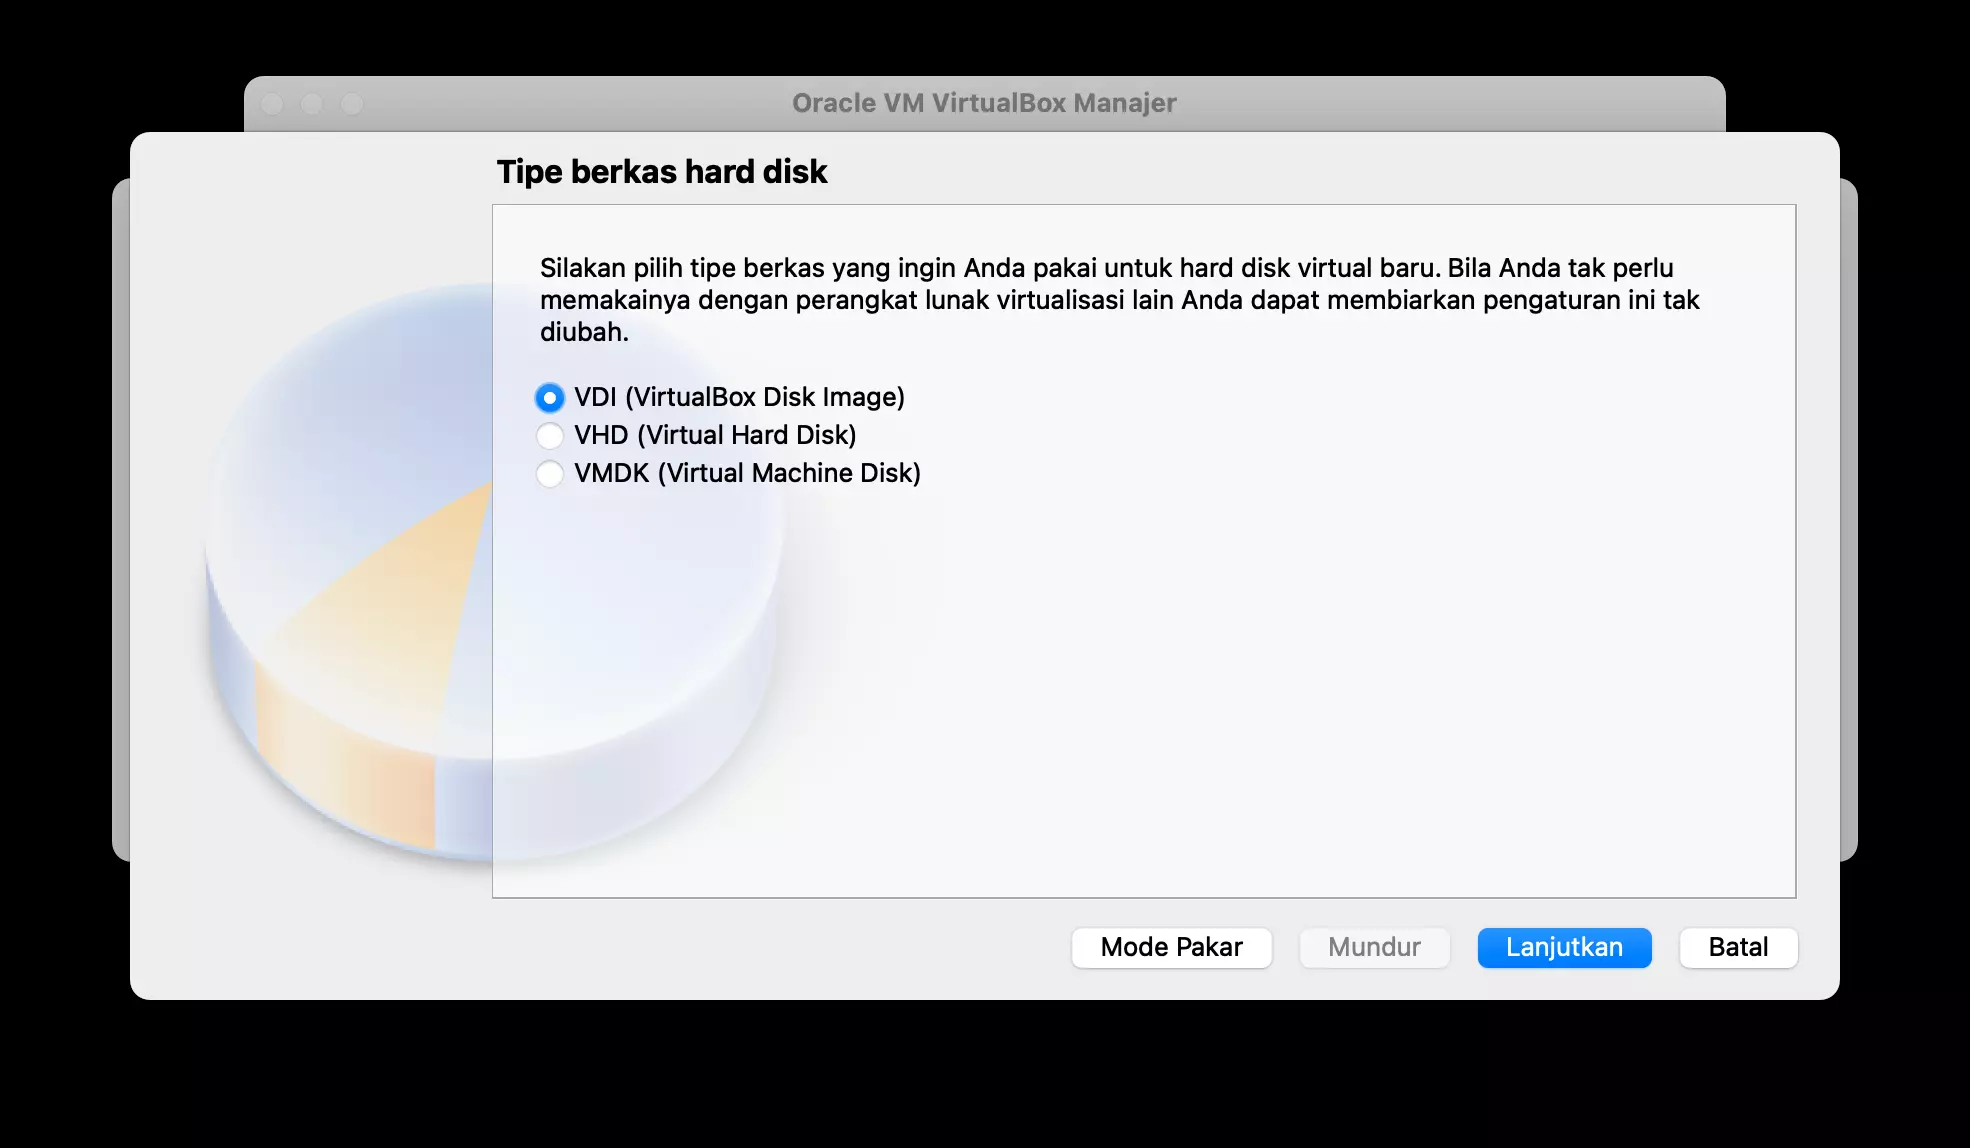 Oracle VM VirtualBox Manajer
Tipe berkas hard disk
Silakan pilih tipe berkas yang ingin Anda pakai untuk hard disk virtual baru. Bila Anda tak perlu
memakainya dengan perangkat lunak virtualisasi lain Anda dapat membiarkan pengaturan ini tak
diubah.
VDI (VirtualBox Disk Image)
VHD (Virtual Hard Disk)
VMDK (Virtual Machine Disk)
Mode Pakar
Mundur
Lanjutkan
Batal